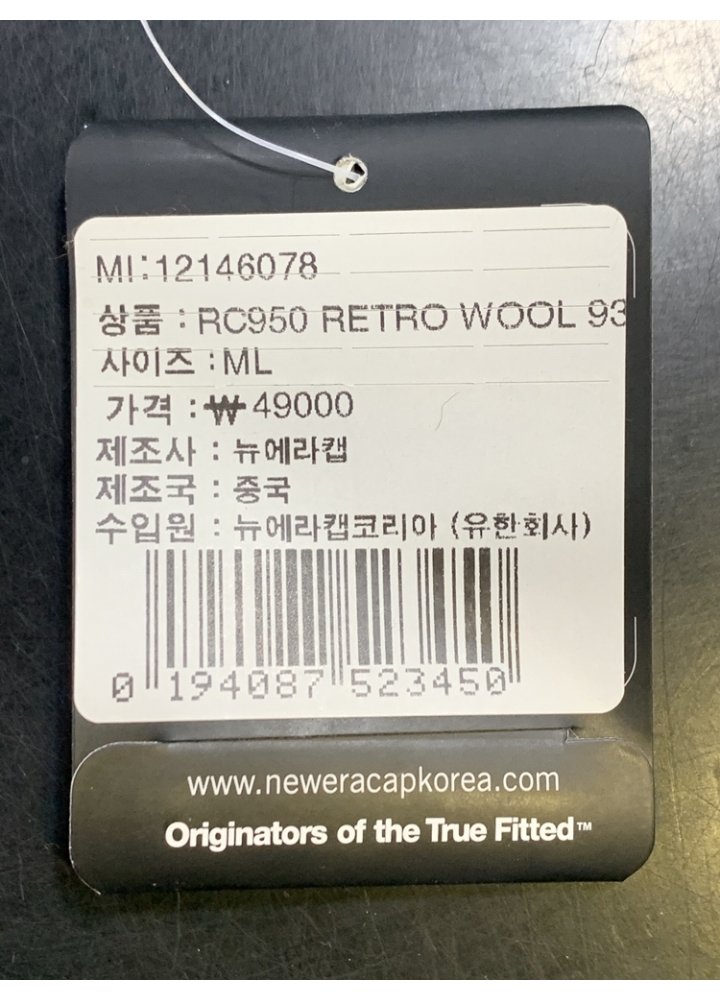 MI:12146078
상품 : RC950 RETRO WOOL 93
사이즈 : ML
가격 : ₩ 49000
제조사 : 뉴에라캡
제조국 : 중국
수입원 : 뉴에라캡코리아 (유한회사)
0 194087 523450
www.neweracapkorea.com
Originators of the True Fitted™